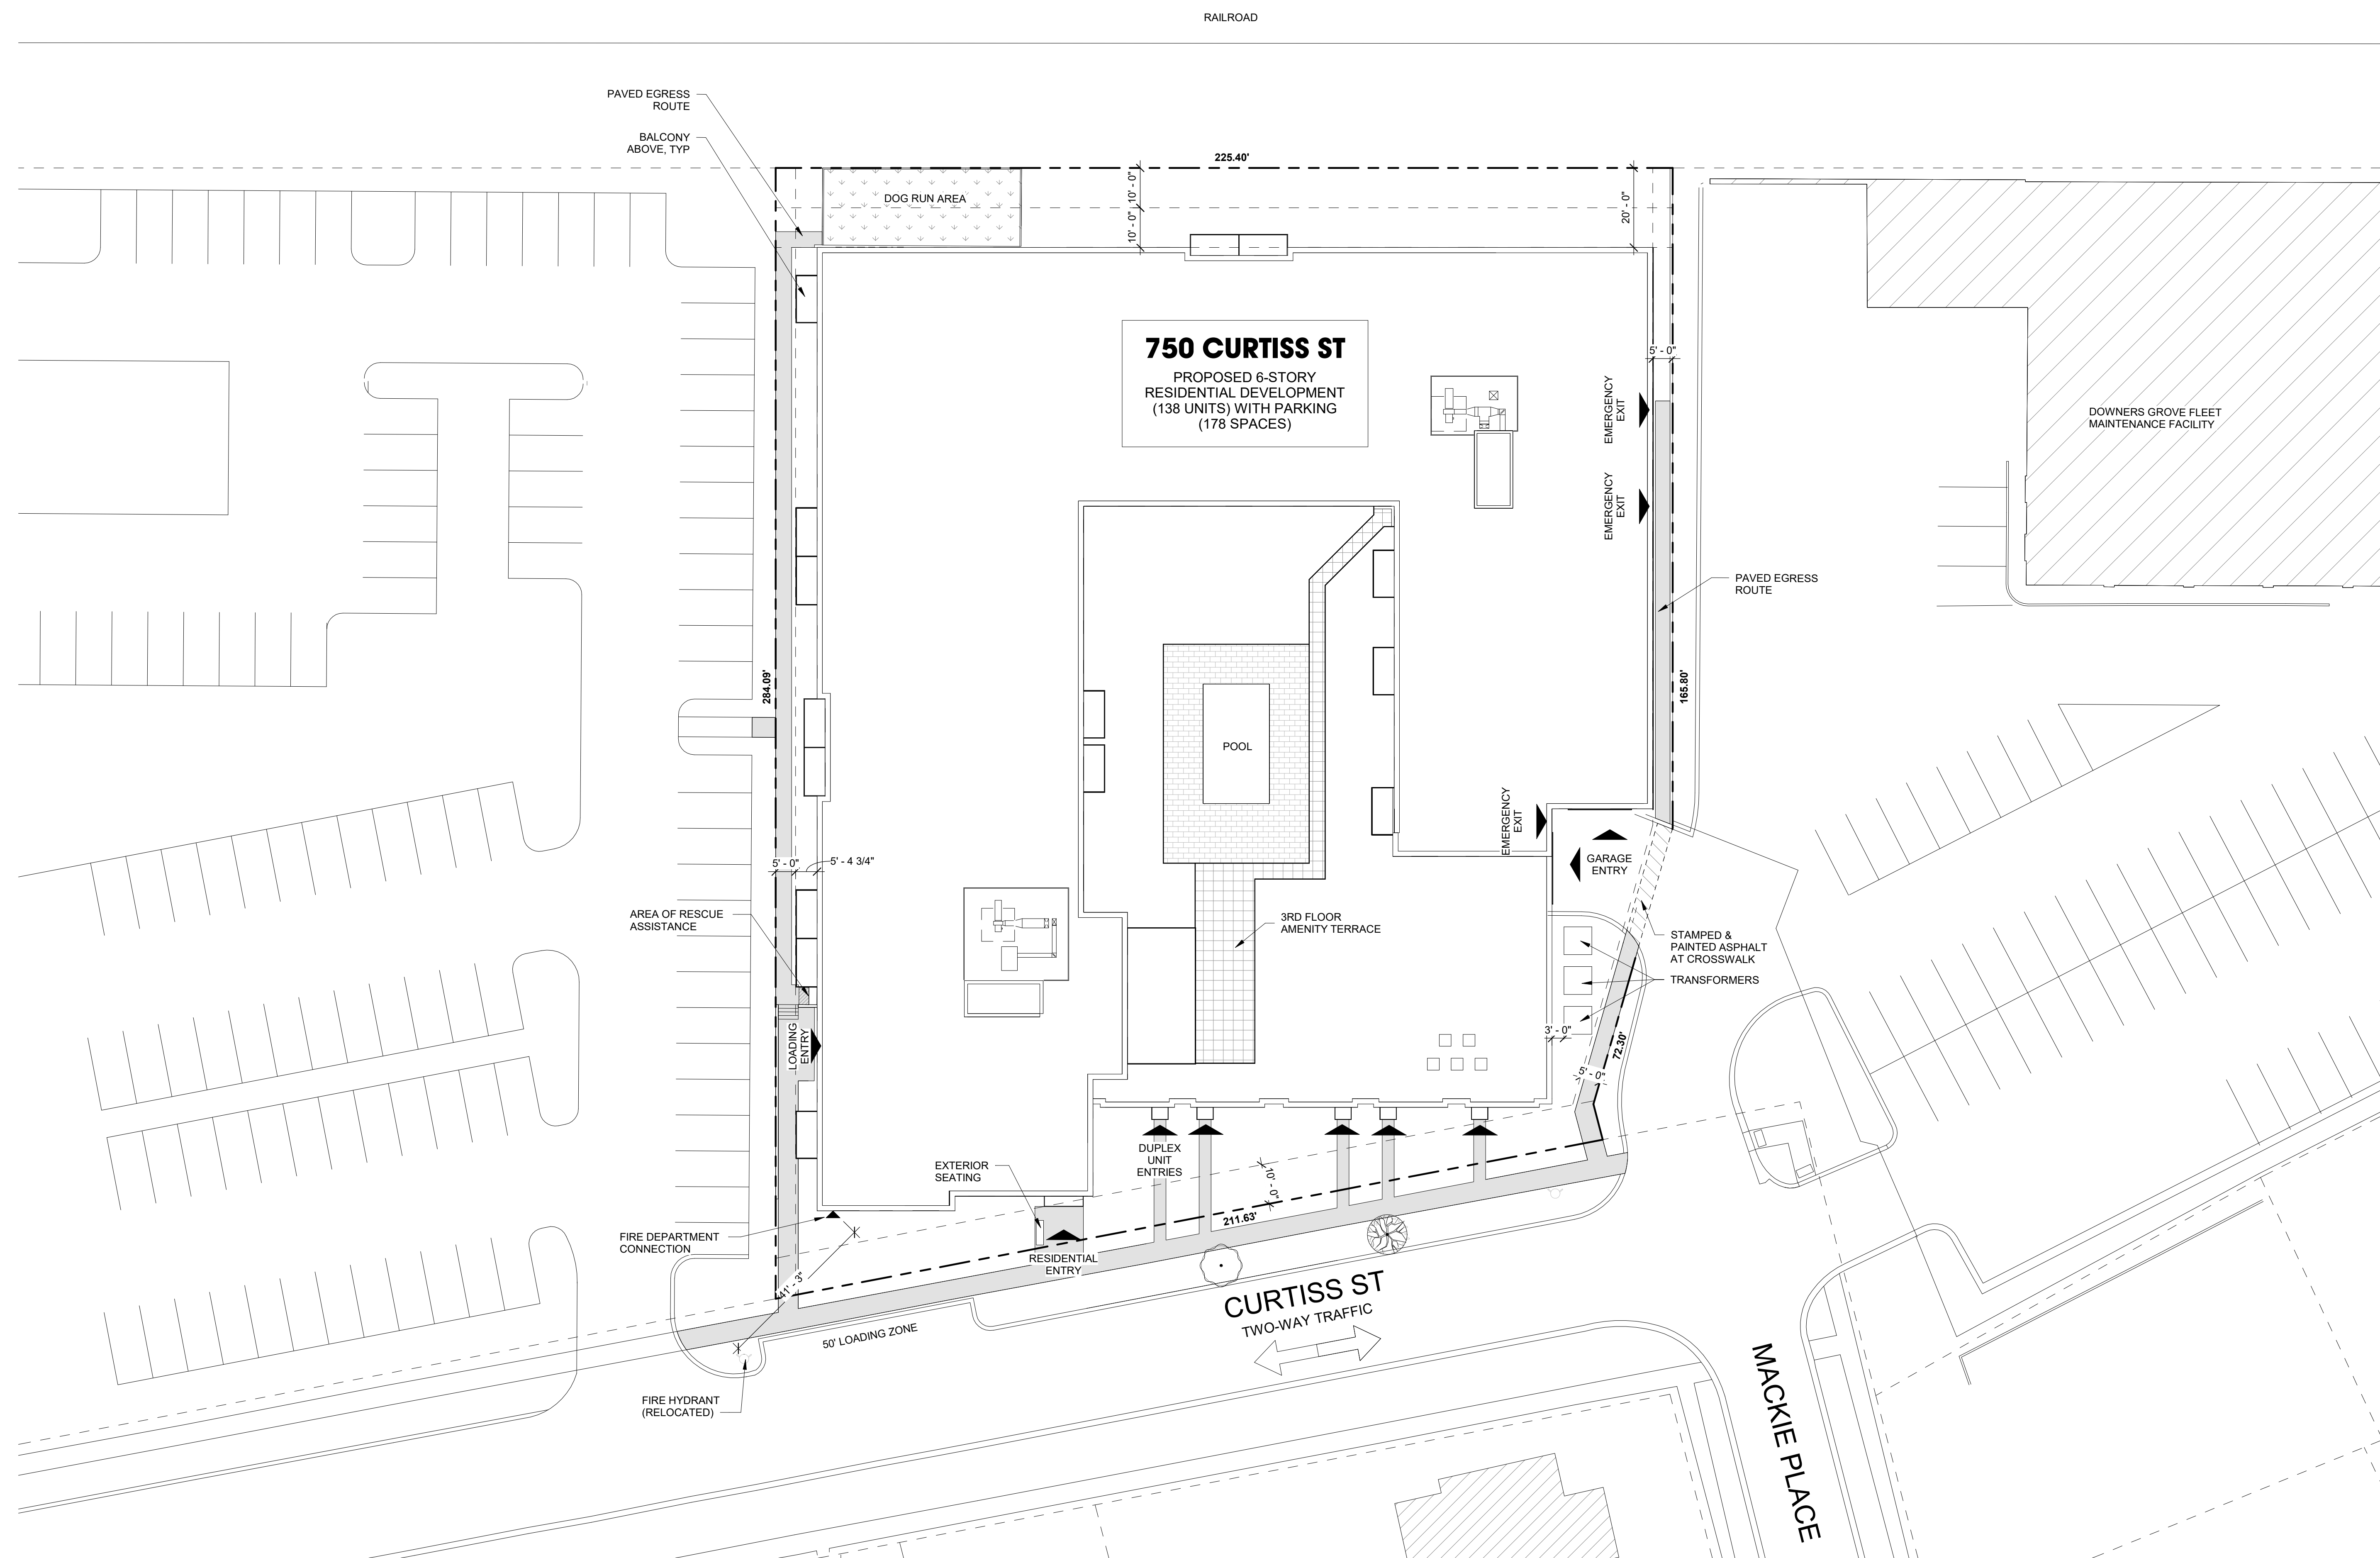 RAILROAD
PAVED EGRESS
ROUTE
BALCONY
ABOVE, TYP
225.40'
DOG RUN AREA
10' - 0"
10' - 0"
20' - 0"
750 CURTISS ST
PROPOSED 6-STORY
RESIDENTIAL DEVELOPMENT
(138 UNITS) WITH PARKING
(178 SPACES)
5' - 0"
EMERGENCY
EXIT
EMERGENCY
EXIT
DOWNERS GROVE FLEET
MAINTENANCE FACILITY
PAVED EGRESS
ROUTE
284.09'
165.80'
POOL
EMERGENCY
EXIT
GARAGE
ENTRY
5' - 0"
5' - 4 3/4"
AREA OF RESCUE
ASSISTANCE
3RD FLOOR
AMENITY TERRACE
STAMPED &
PAINTED ASPHALT
AT CROSSWALK
TRANSFORMERS
LOADING
ENTRY
3' - 0"
72.30'
5' - 0"
DUPLEX
UNIT
ENTRIES
EXTERIOR
SEATING
10' - 0"
211.63'
FIRE DEPARTMENT
CONNECTION
RESIDENTIAL
ENTRY
41' - 3"
CURTISS ST
TWO-WAY TRAFFIC
50' LOADING ZONE
MACKIE PLACE
FIRE HYDRANT
(RELOCATED)